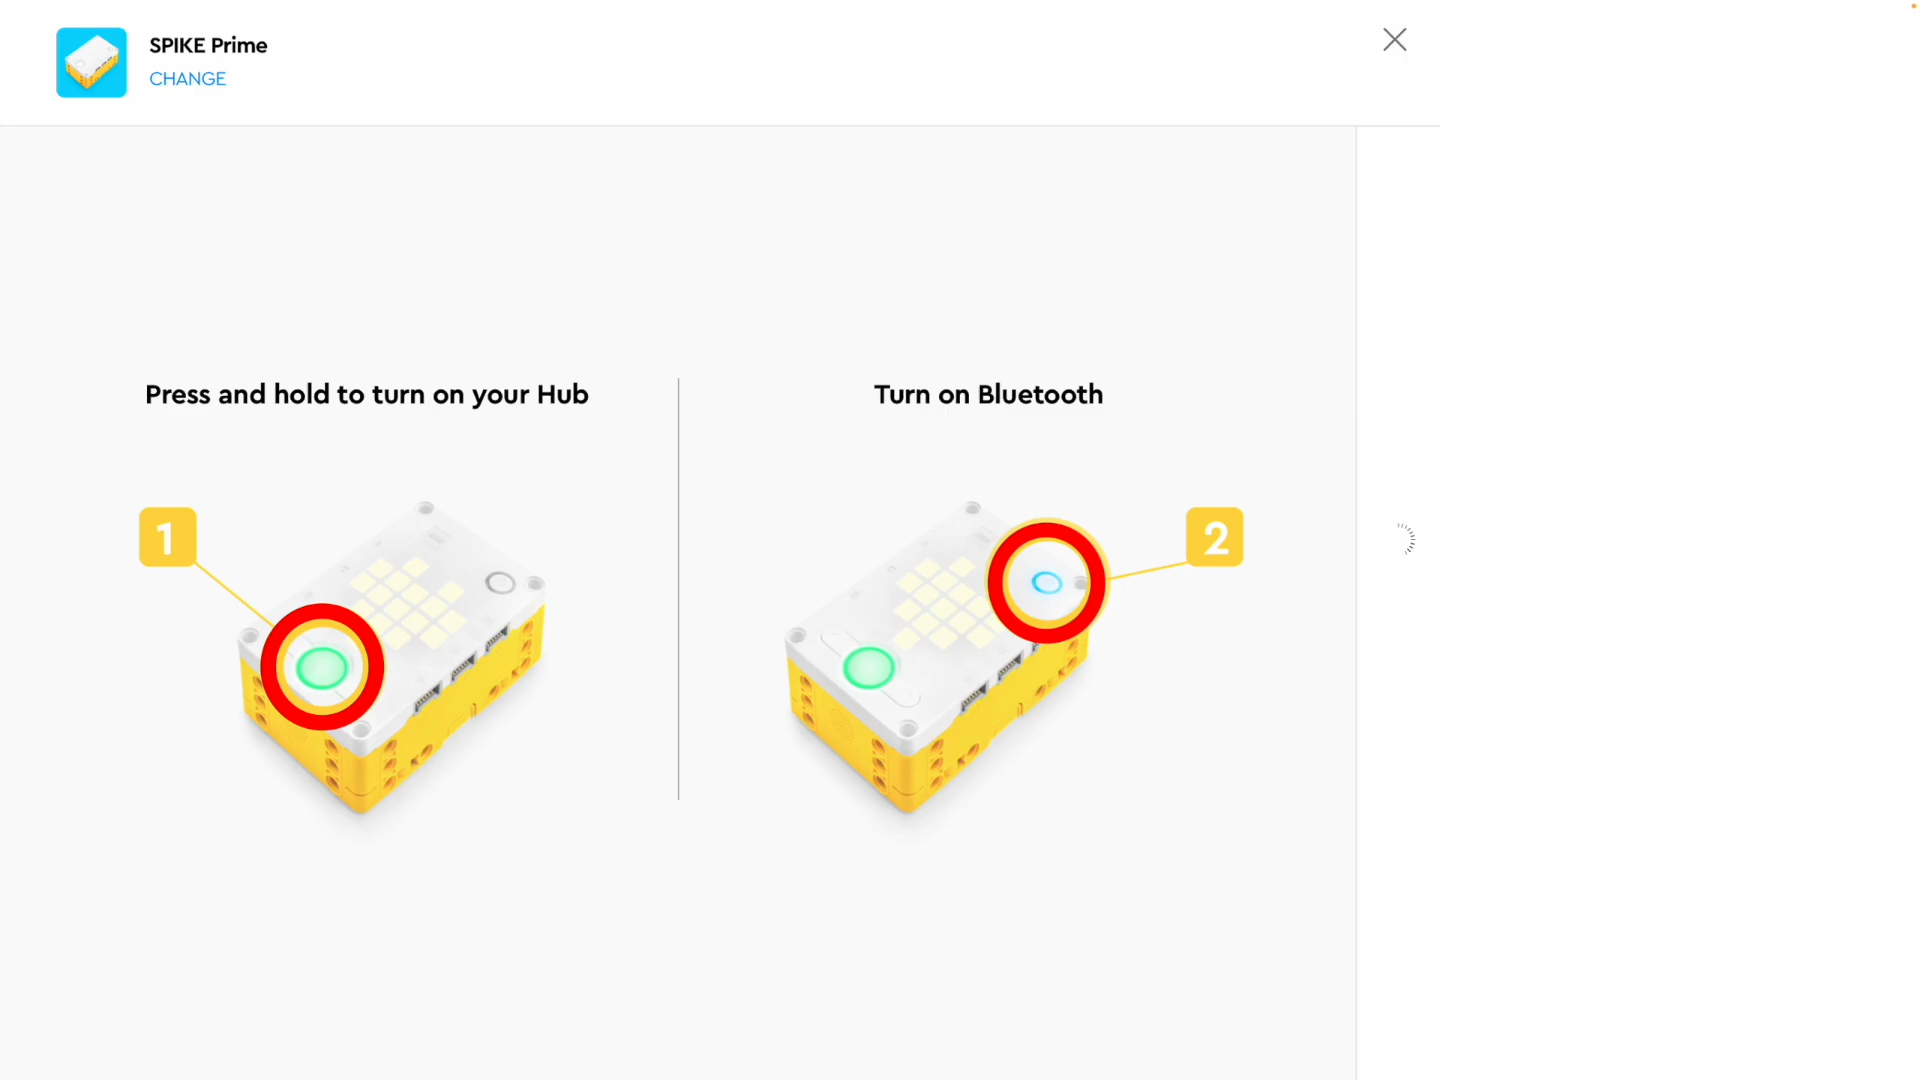 SPIKE Prime
CHANGE
Press and hold to turn on your Hub
Turn on Bluetooth
1
2